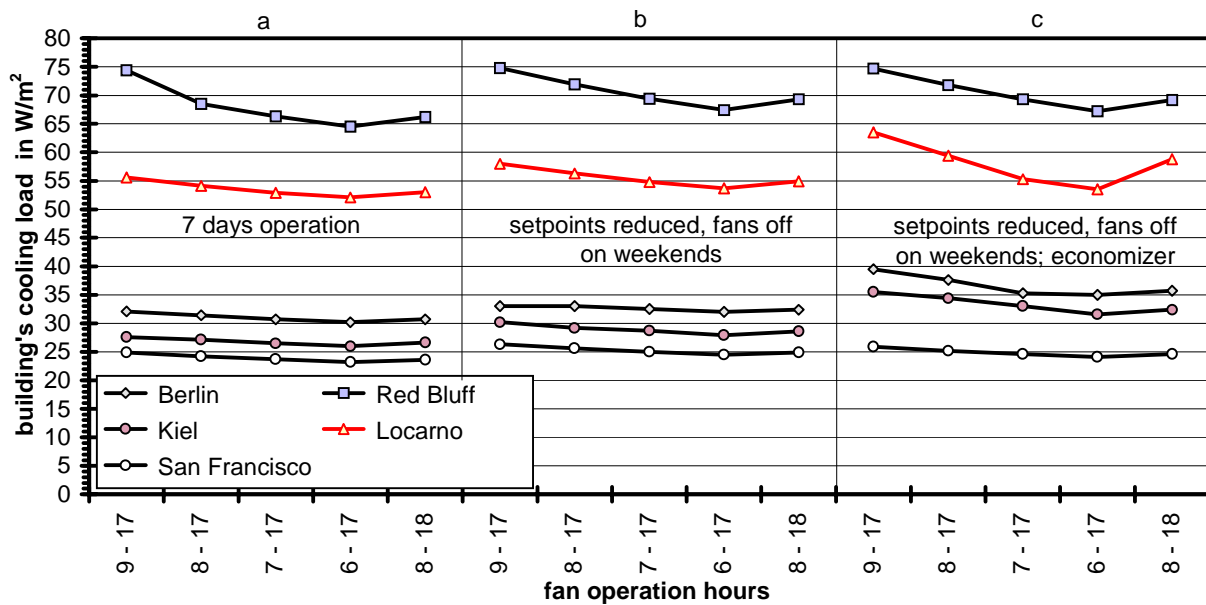 a b c
building's cooling load in W/m²
80
75
70
65
60
55
50
45
40
35
30
25
20
15
10
5
0
7 days operation
setpoints reduced, fans off
on weekends
setpoints reduced, fans off
on weekends; economizer
Berlin Red Bluff
Kiel Locarno
San Francisco
9 - 17 8 - 17 7 - 17 6 - 17 8 - 18 9 - 17 8 - 17 7 - 17 6 - 17 8 - 18 9 - 17 8 - 17 7 - 17 6 - 17 8 - 18
fan operation hours